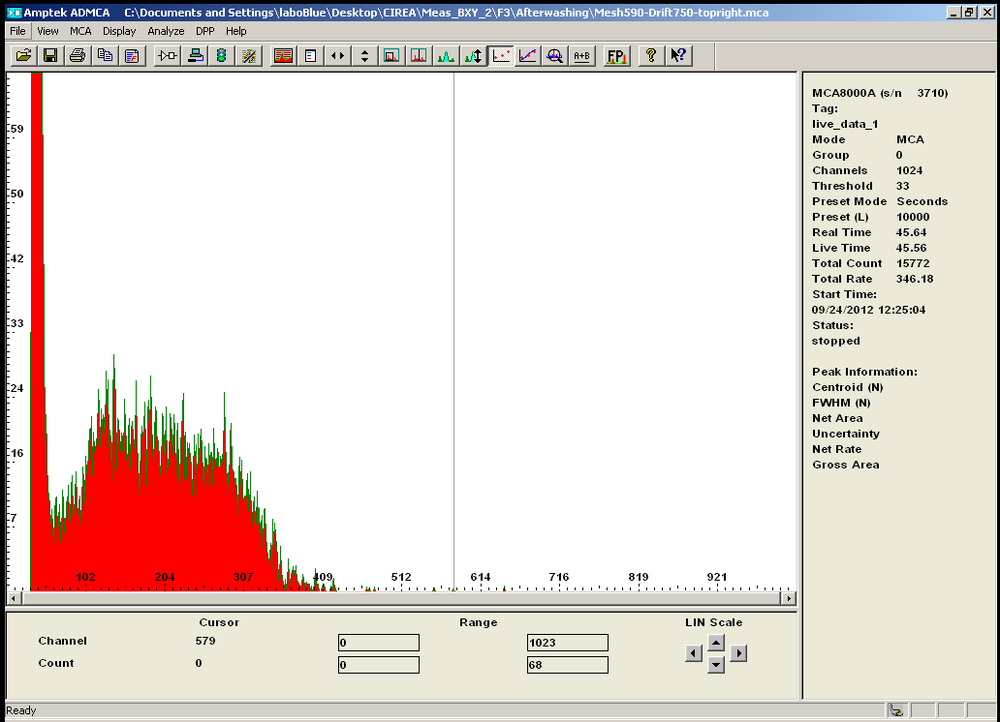 Amptek ADMCA C:\Documents and Settings\laboBlue\Desktop\CIREA\Meas_BXY_2\F3\Afterwashing\Mesh590-Drift750-topright.mca
File View MCA Display Analyze DPP Help
A+B FP ? ?
59
50
42
33
24
16
7
102 204 307 409 512 614 716 819 921
MCA8000A (s/n 3710)
Tag:
live_data_1
Mode MCA
Group 0
Channels 1024
Threshold 33
Preset Mode Seconds
Preset (L) 10000
Real Time 45.64
Live Time 45.56
Total Count 15772
Total Rate 346.18
Start Time:
09/24/2012 12:25:04
Status:
stopped
Peak Information:
Centroid (N)
FWHM (N)
Net Area
Uncertainty
Net Rate
Gross Area
Cursor Range LIN Scale
Channel 579 0 1023
Count 0 0 68
Ready